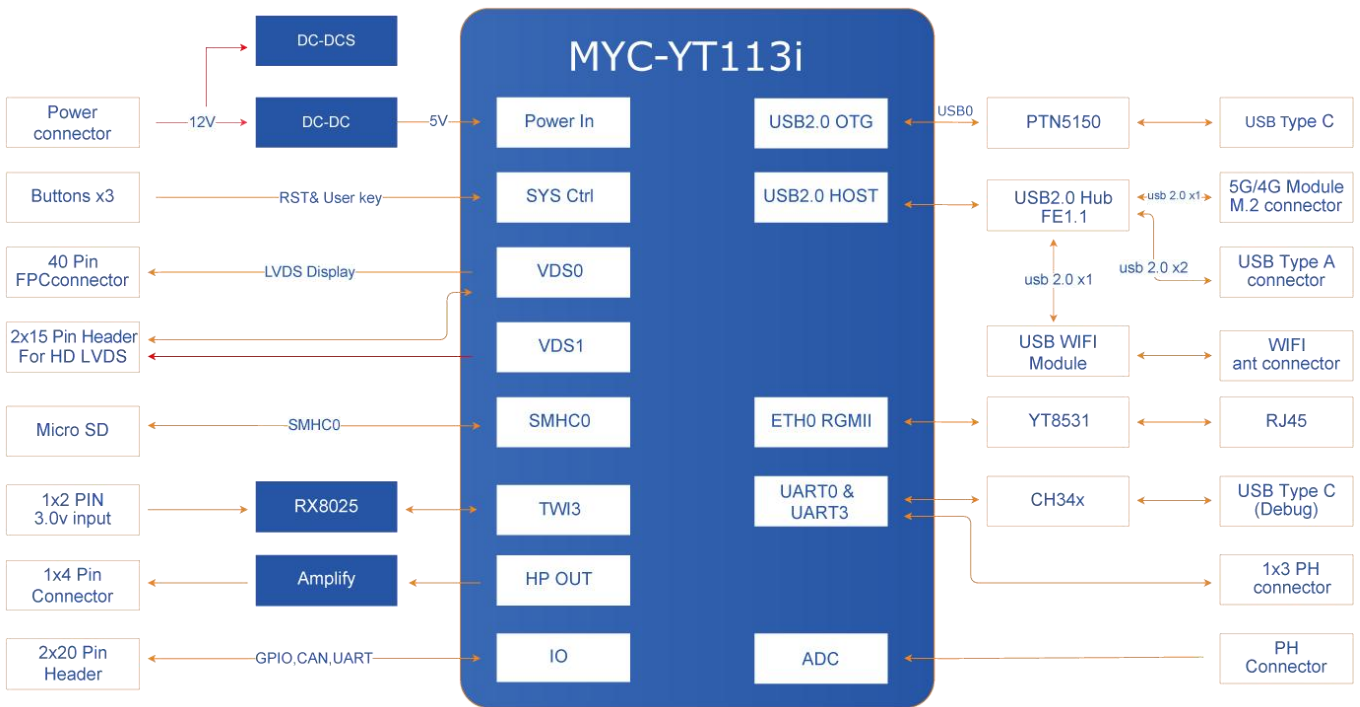 MYC-YT113i
DC-DCS
Power
connector
12V
DC-DC
5V
Power In
Buttons x3
RST& User key
SYS Ctrl
40 Pin
FPCconnector
LVDS Display
VDS0
2x15 Pin Header
For HD LVDS
VDS1
Micro SD
SMHC0
SMHC0
1x2 PIN
3.0v input
RX8025
TWI3
1x4 Pin
Connector
Amplify
HP OUT
2x20 Pin
Header
GPIO,CAN,UART
IO
USB2.0 OTG
USB0
PTN5150
USB Type C
USB2.0 HOST
USB2.0 Hub
FE1.1
usb 2.0 x1
5G/4G Module
M.2 connector
usb 2.0 x2
USB Type A
connector
usb 2.0 x1
USB WIFI
Module
WIFI
ant connector
ETH0 RGMII
YT8531
RJ45
UART0 &
UART3
CH34x
USB Type C
(Debug)
1x3 PH
connector
ADC
PH
Connector